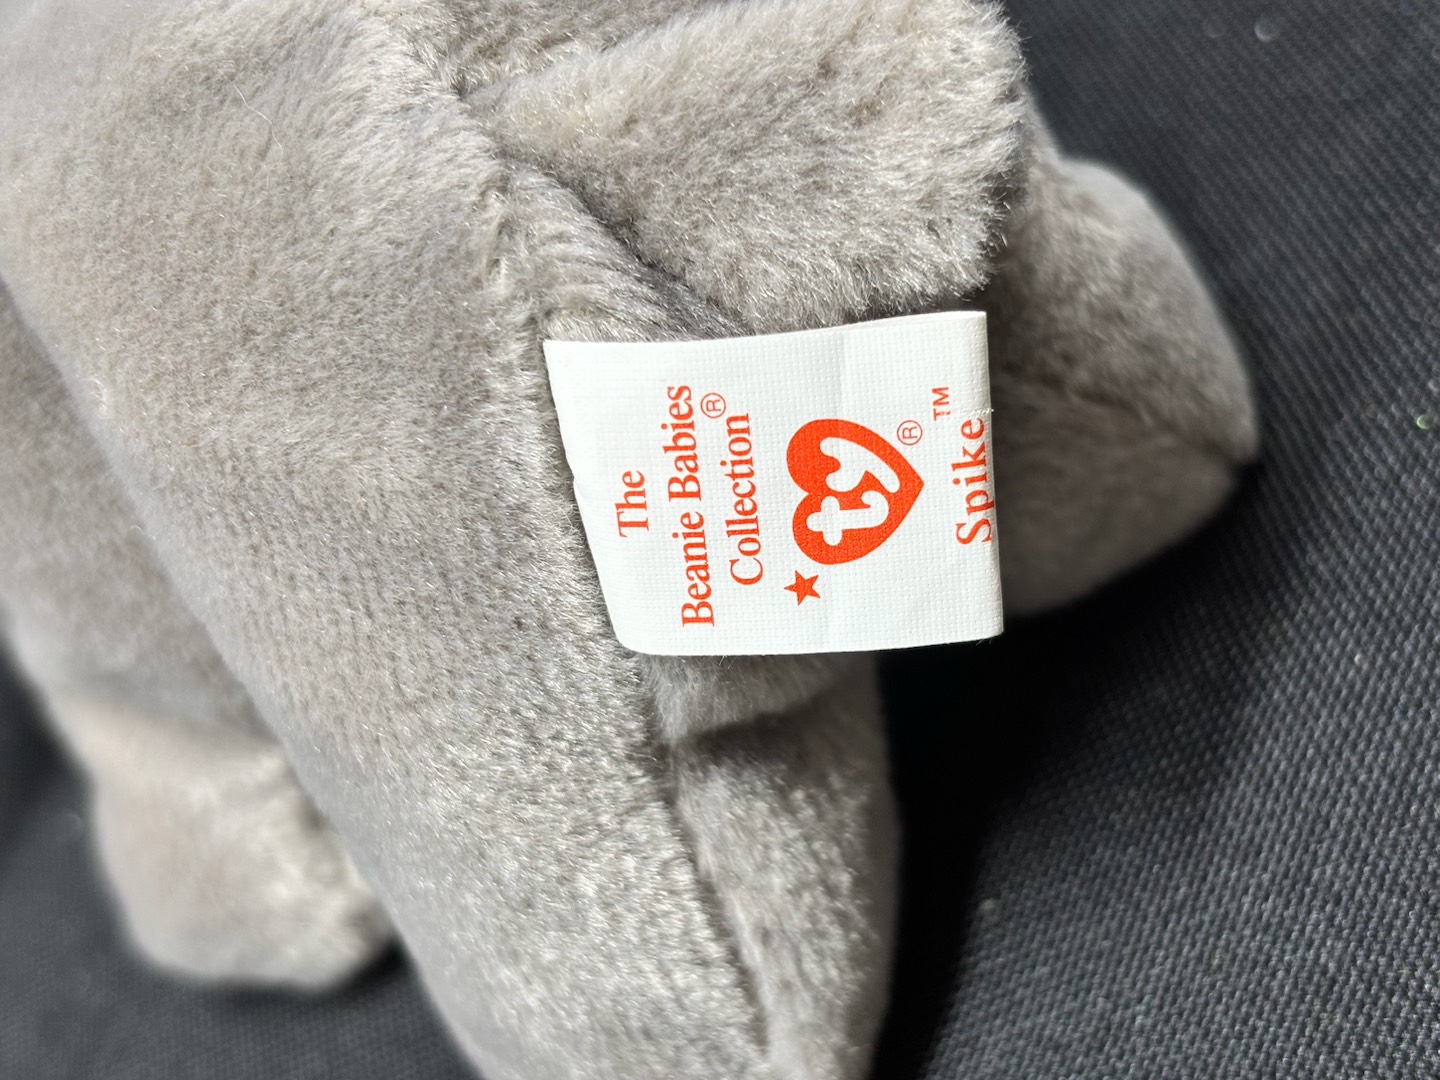 The
Beanie Babies
Collection®
ty®
Spike™